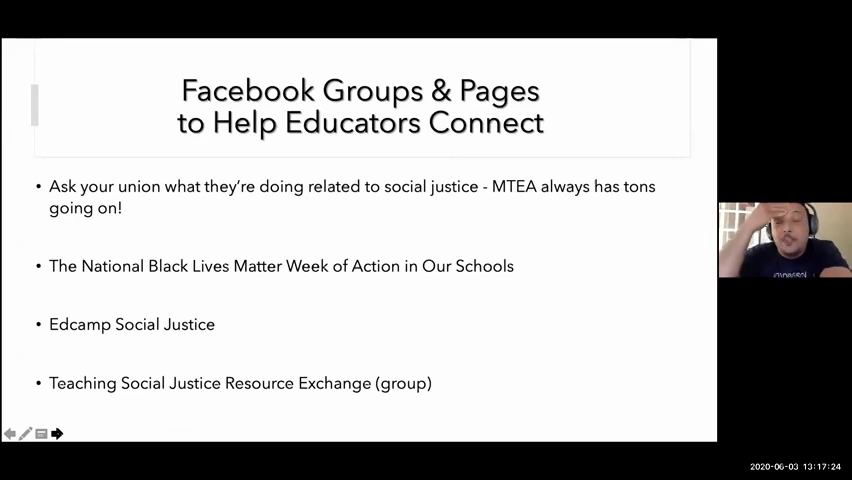 Facebook Groups & Pages
to Help Educators Connect
• Ask your union what they’re doing related to social justice - MTEA always has tons
going on!
• The National Black Lives Matter Week of Action in Our Schools
• Edcamp Social Justice
• Teaching Social Justice Resource Exchange (group)
2020-06-03 13:17:24